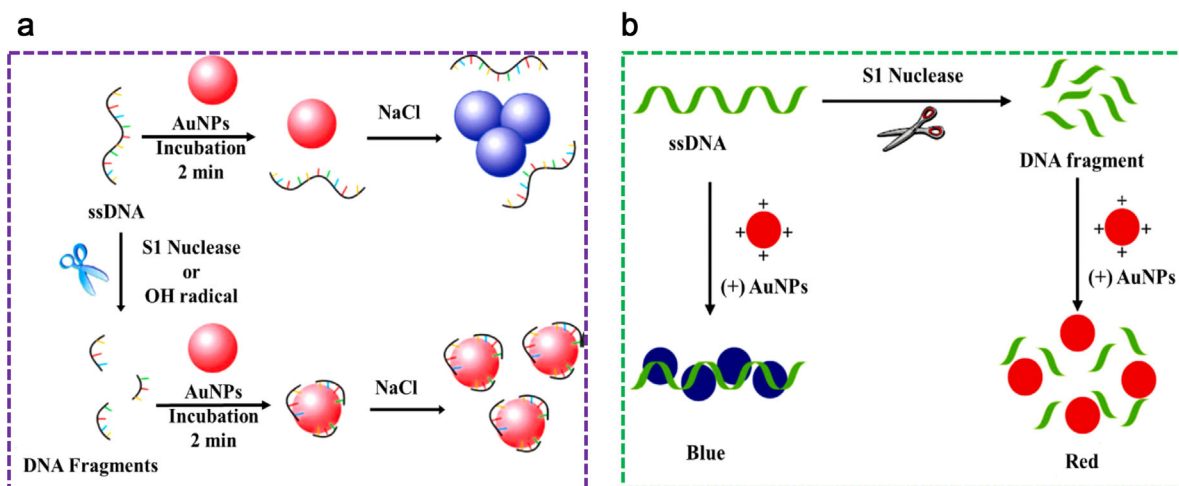 a
AuNPs
Incubation
2 min
NaCl
ssDNA
S1 Nuclease
or
OH radical
AuNPs
Incubation
2 min
NaCl
DNA Fragments
b
S1 Nuclease
ssDNA
DNA fragment
+
+ +
+
(+) AuNPs
+
+ +
+
(+) AuNPs
Blue
Red